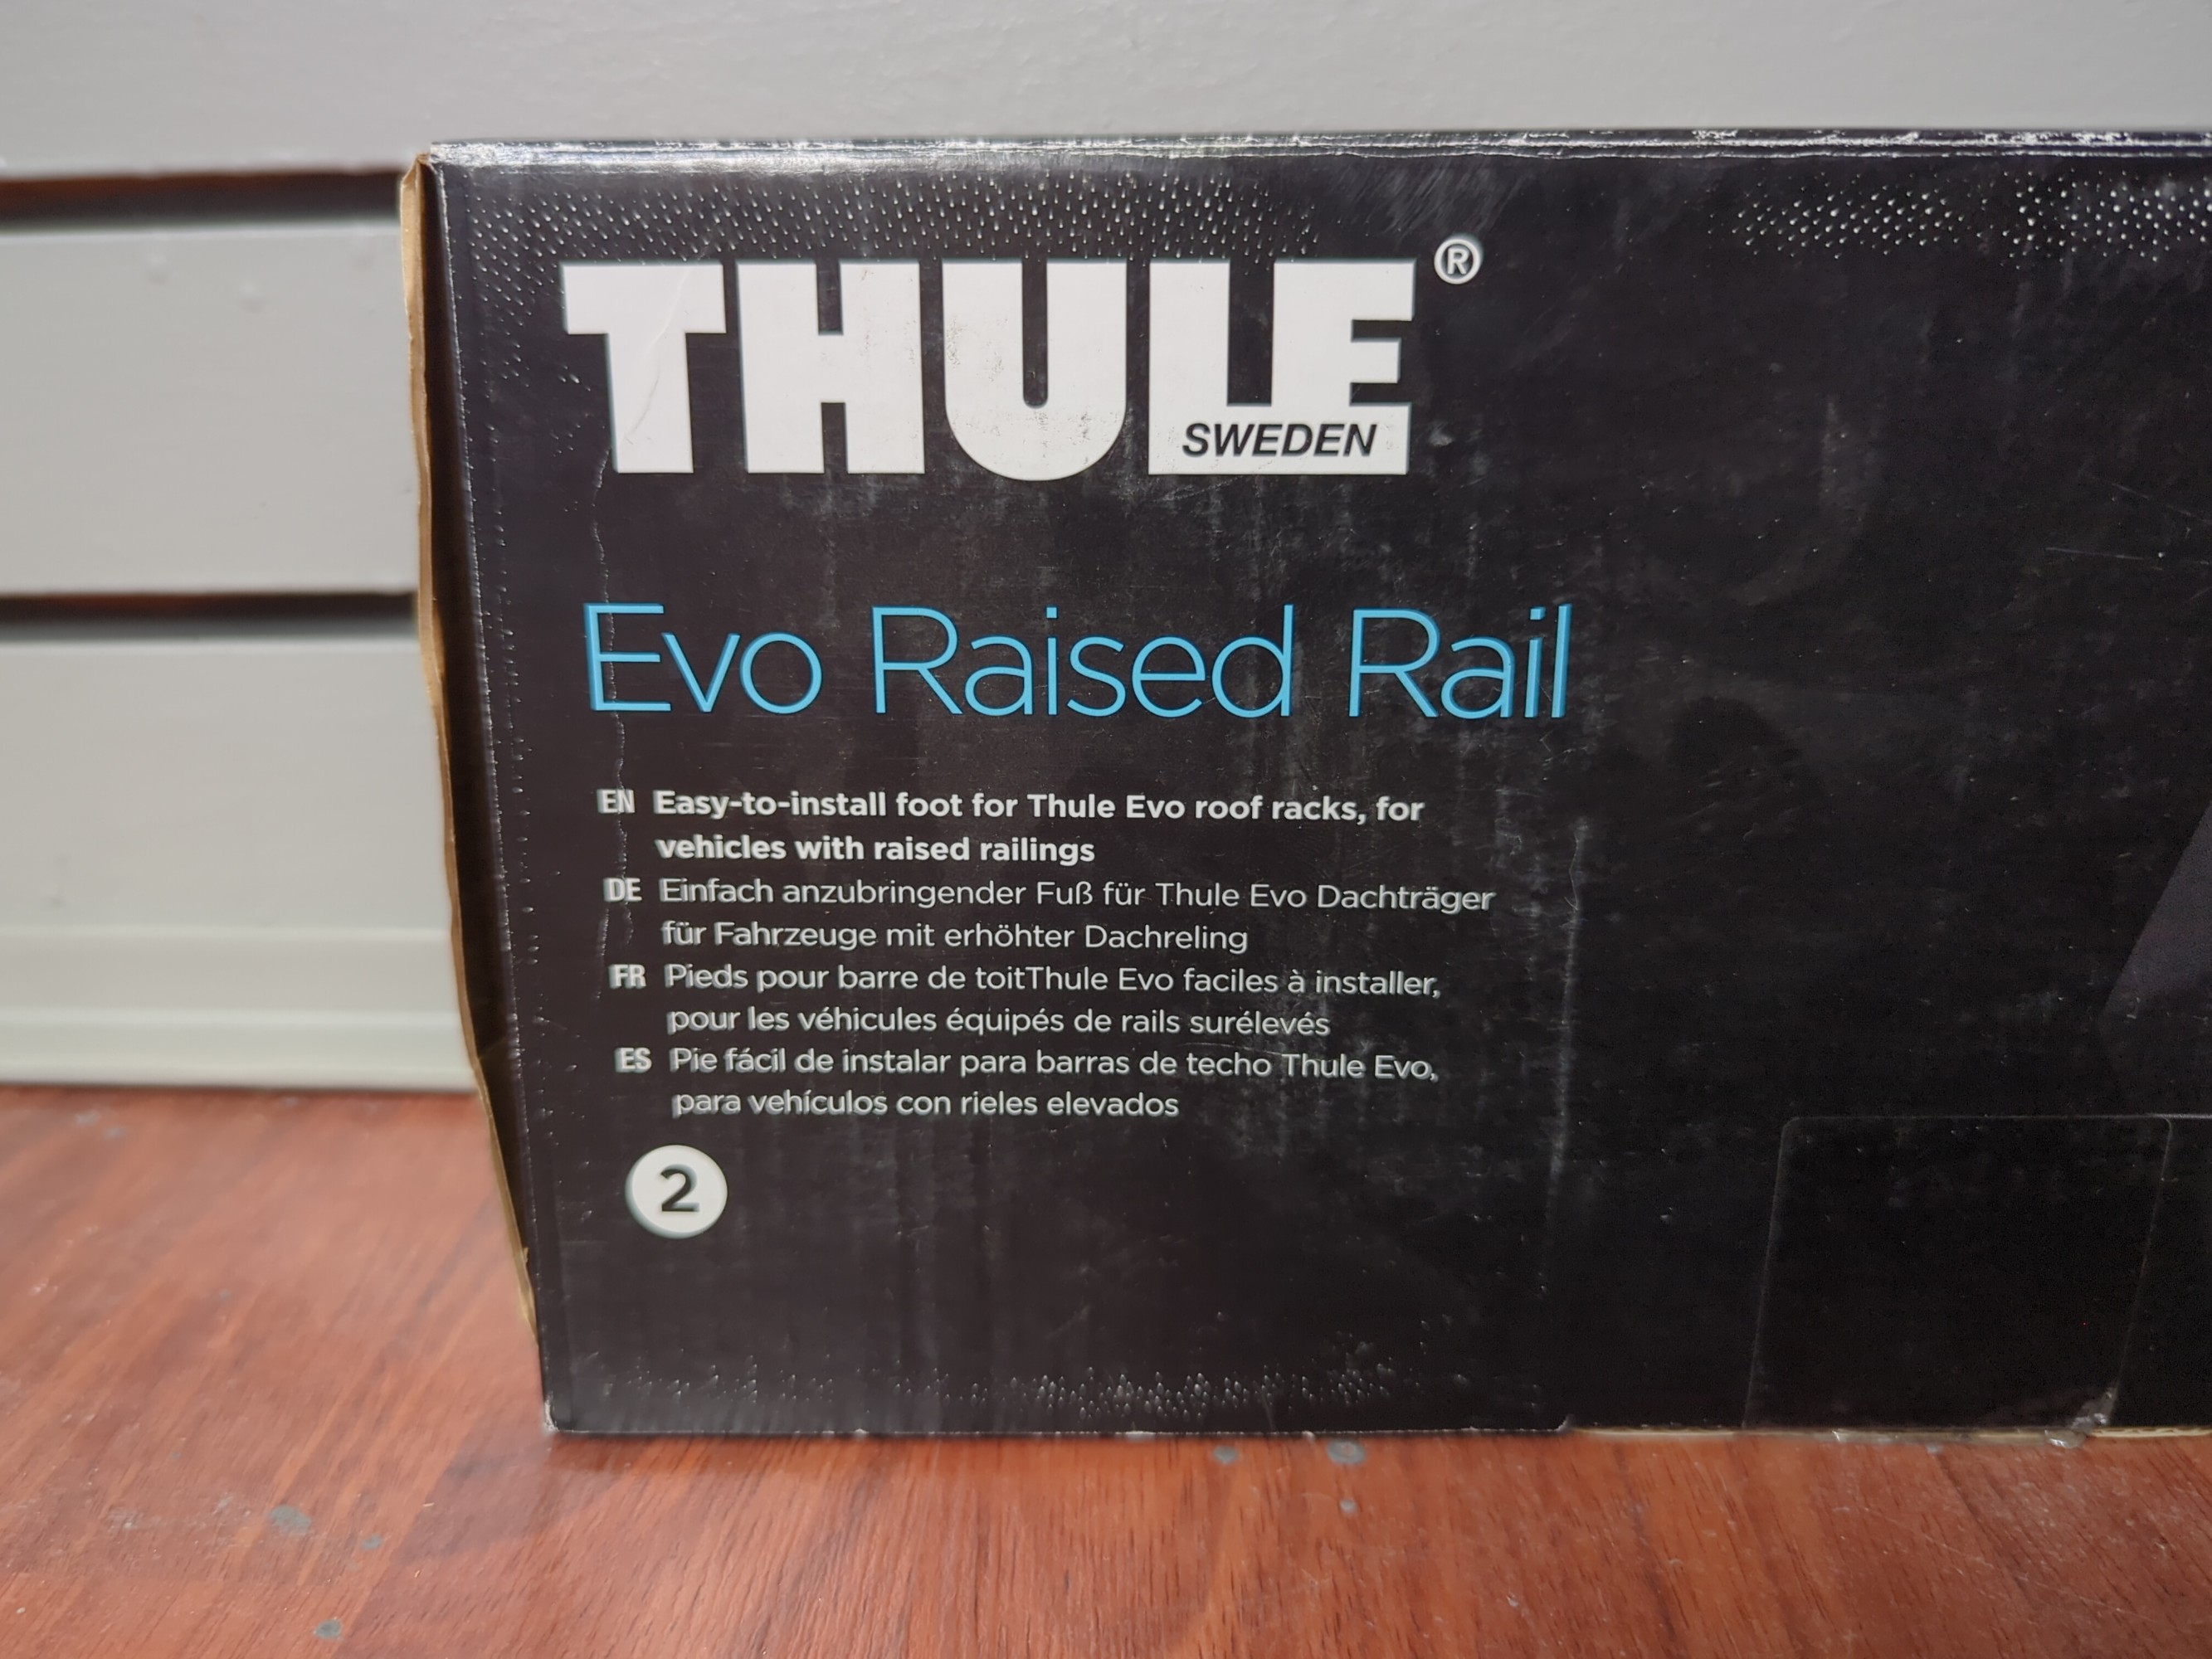 THULE®
SWEDEN
Evo Raised Rail
EN Easy-to-install foot for Thule Evo roof racks, for
vehicles with raised railings
DE Einfach anzubringender Fuß für Thule Evo Dachträger
für Fahrzeuge mit erhöhter Dachreling
FR Pieds pour barre de toitThule Evo faciles à installer,
pour les véhicules équipés de rails surélevés
ES Pie fácil de instalar para barras de techo Thule Evo,
para vehículos con rieles elevados
2